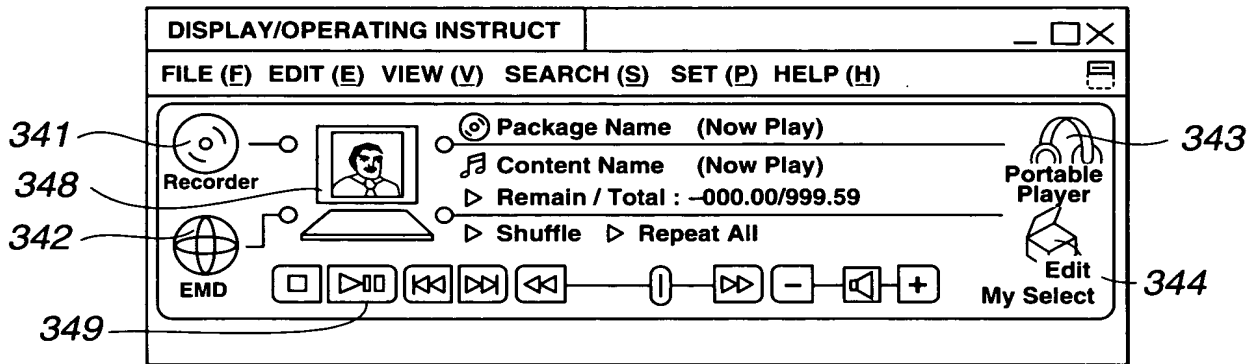 DISPLAY/OPERATING INSTRUCT
FILE (F) EDIT (E) VIEW (V) SEARCH (S) SET (P) HELP (H)
341
Recorder
348
342
EMD
349
Package Name (Now Play)
Content Name (Now Play)
Remain / Total : –000.00/999.59
Shuffle Repeat All
343
Portable
Player
Edit
344
My Select